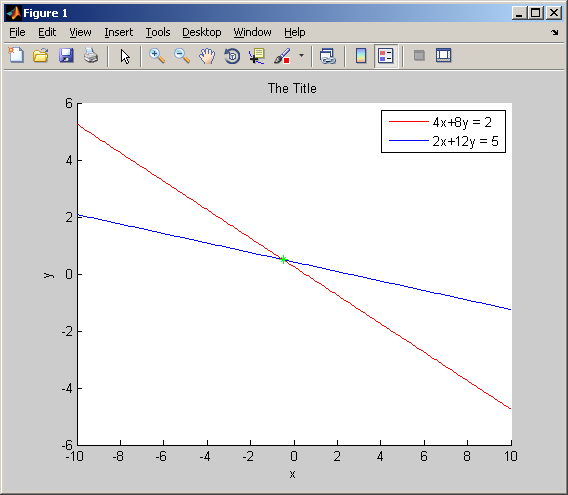 Figure 1
File Edit View Insert Tools Desktop Window Help
The Title
4x+8y = 2
2x+12y = 5
6
4
2
0
-2
-4
-6
y
-10 -8 -6 -4 -2 0 2 4 6 8 10
x